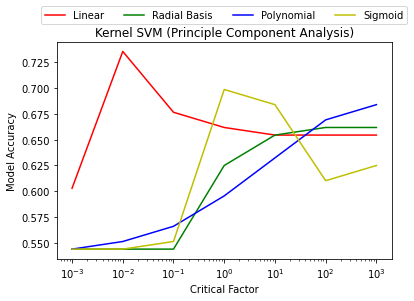 Linear Radial Basis Polynomial Sigmoid
Kernel SVM (Principle Component Analysis)
0.725
0.700
0.675
0.650
0.625
0.600
0.575
0.550
Model Accuracy
10⁻³ 10⁻² 10⁻¹ 10⁰ 10¹ 10² 10³
Critical Factor